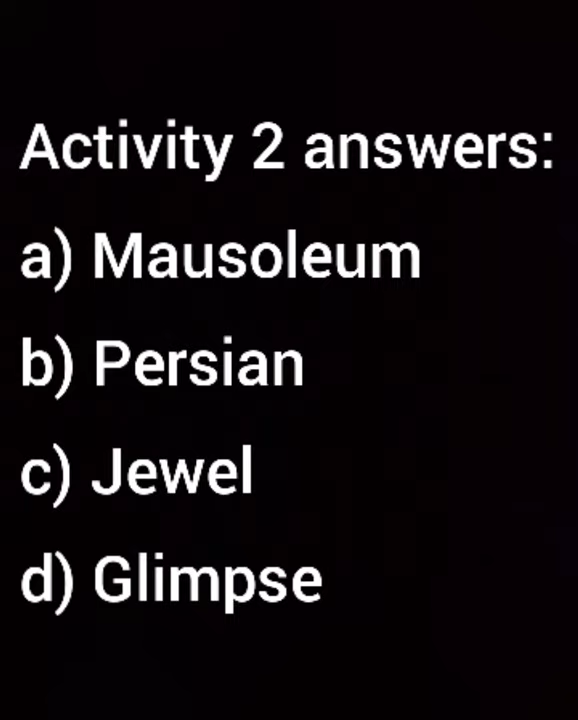 Activity 2 answers:
a) Mausoleum
b) Persian
c) Jewel
d) Glimpse